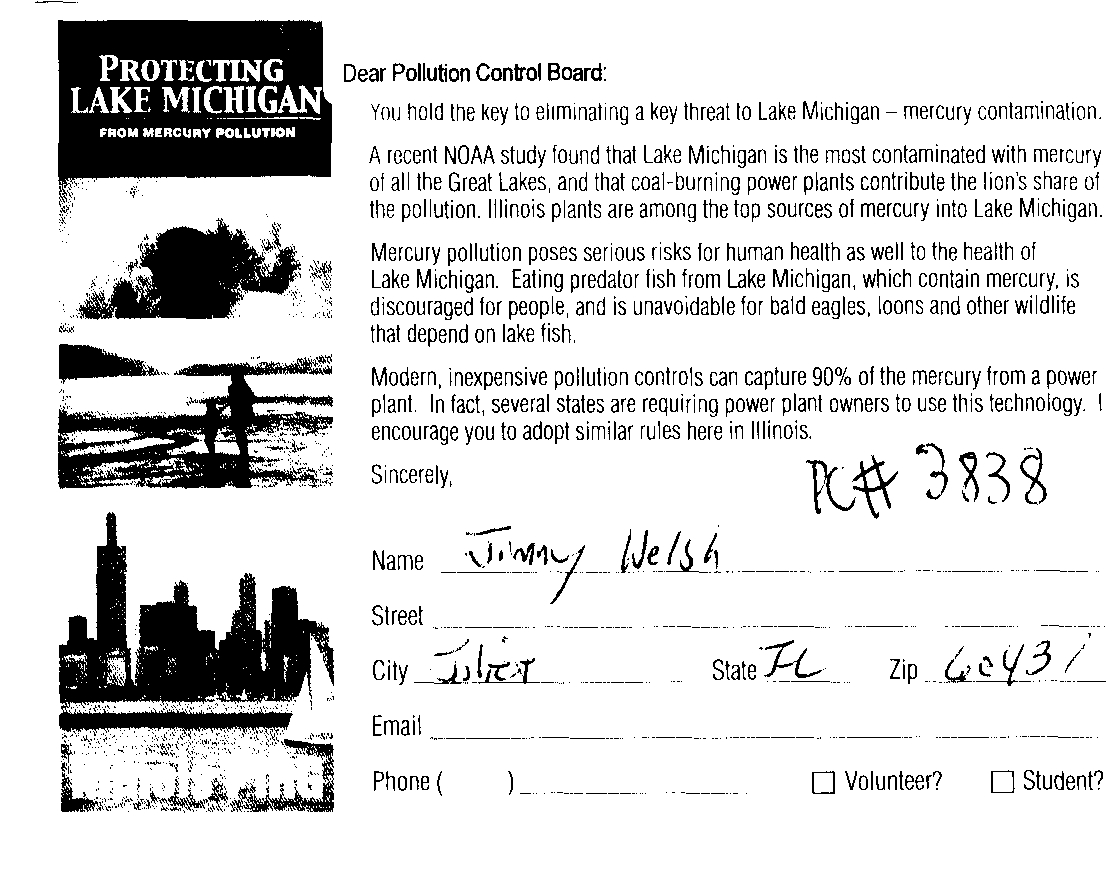 PROTECTING
LAKE MICHIGAN
FROM MERCURY POLLUTION
Dear Pollution Control Board:
You hold the key to eliminating a key threat to Lake Michigan – mercury contamination.
A recent NOAA study found that Lake Michigan is the most contaminated with mercury
of all the Great Lakes, and that coal-burning power plants contribute the lion's share of
the pollution. Illinois plants are among the top sources of mercury into Lake Michigan.
Mercury pollution poses serious risks for human health as well to the health of
Lake Michigan. Eating predator fish from Lake Michigan, which contain mercury, is
discouraged for people, and is unavoidable for bald eagles, loons and other wildlife
that depend on lake fish.
Modern, inexpensive pollution controls can capture 90% of the mercury from a power
plant. In fact, several states are requiring power plant owners to use this technology. I
encourage you to adopt similar rules here in Illinois.
Sincerely,
PC# 3838
Name Jimmy Welsh
Street
City Joliet State IL Zip 60431
Email
Phone ( ) Volunteer? Student?
Illinois PIRG